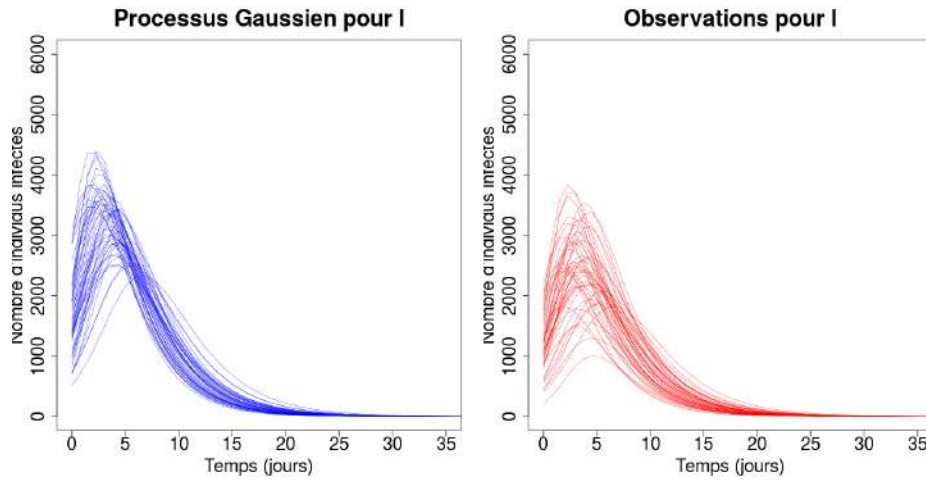 Processus Gaussien pour I
Observations pour I
Nombre d'individus infectés
6000
5000
4000
3000
2000
1000
0
0 5 10 15 20 25 30 35
Temps (jours)
Nombre d'individus infectés
6000
5000
4000
3000
2000
1000
0
0 5 10 15 20 25 30 35
Temps (jours)